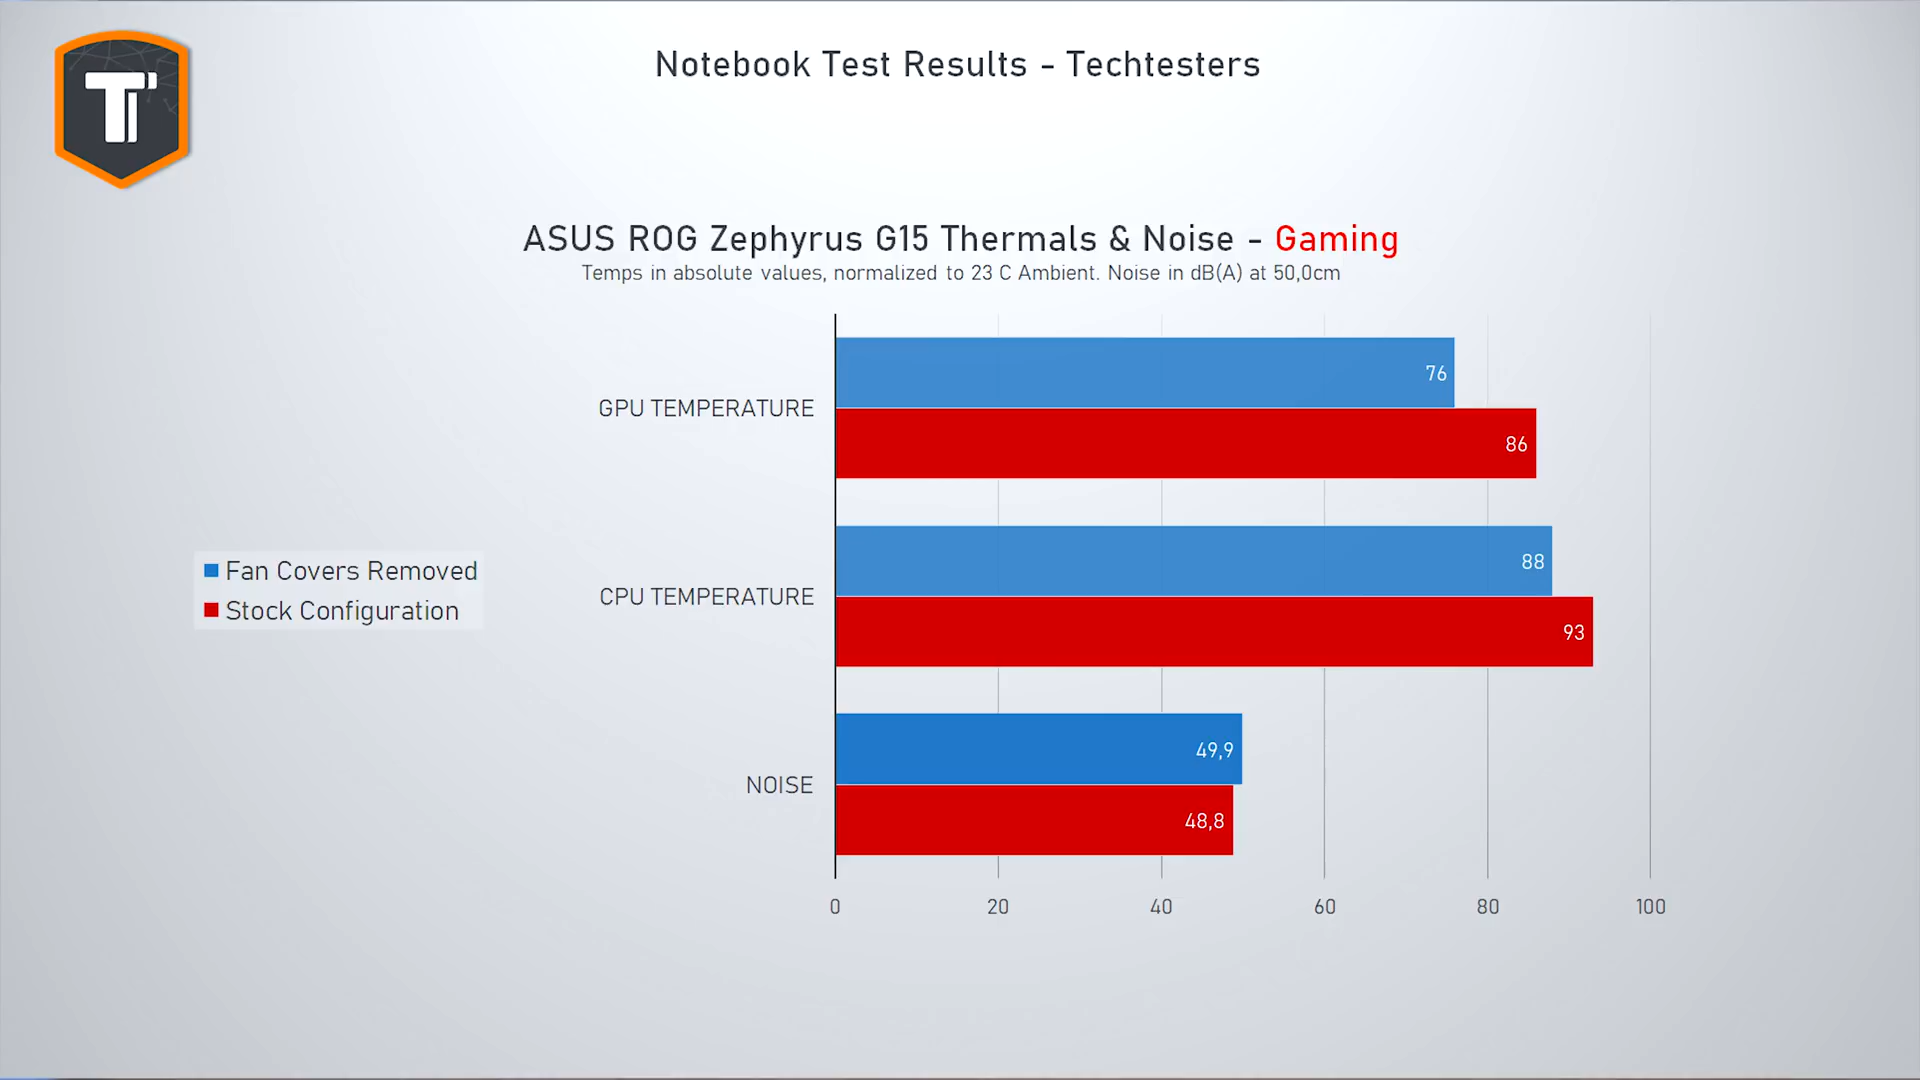 Notebook Test Results - Techtesters
ASUS ROG Zephyrus G15 Thermals & Noise - Gaming
Temps in absolute values, normalized to 23 C Ambient. Noise in dB(A) at 50,0cm
Fan Covers Removed
Stock Configuration
GPU TEMPERATURE
76
86
CPU TEMPERATURE
88
93
NOISE
49,9
48,8
0 20 40 60 80 100